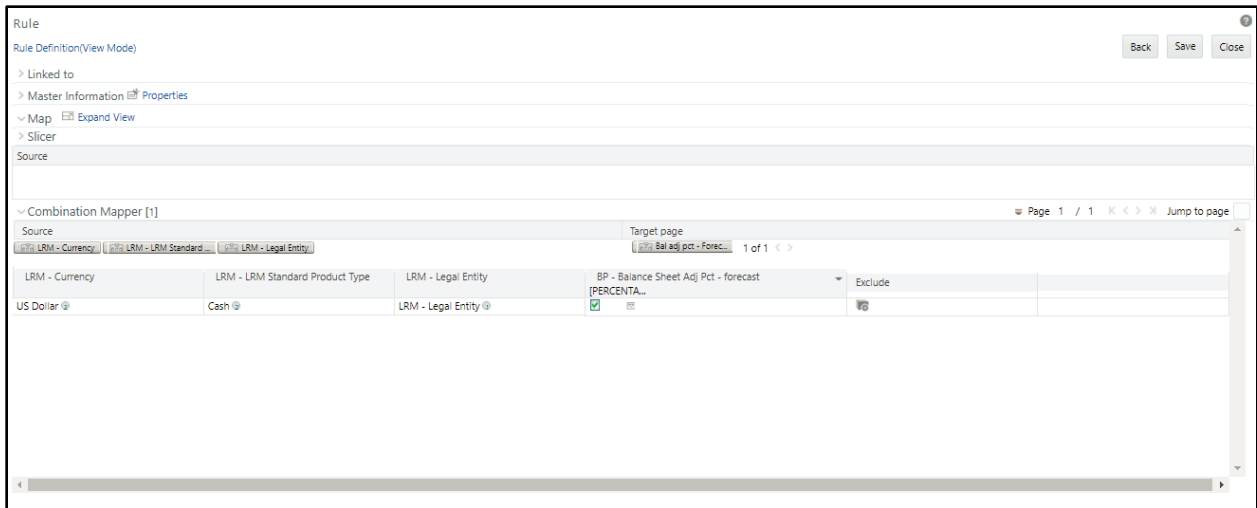 Rule
Rule Definition(View Mode)
Back Save Close
Linked to
Master Information Properties
Map Expand View
Slicer
Source
Combination Mapper [1]
Page 1 / 1 Jump to page
Source Target page
LRM - Currency LRM - LRM Standard ... LRM - Legal Entity Bal adj pct - Forec... 1 of 1
LRM - Currency LRM - LRM Standard Product Type LRM - Legal Entity BP - Balance Sheet Adj Pct - forecast Exclude
[PERCENTA...
US Dollar Cash LRM - Legal Entity